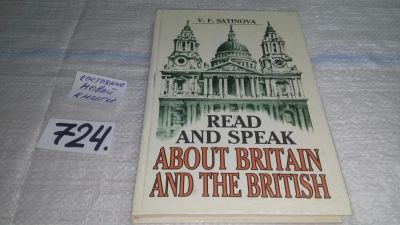 V. F. SATINOVA
READ
AND SPEAK
ABOUT BRITAIN
AND THE BRITISH
состояние
новой
книги
724.